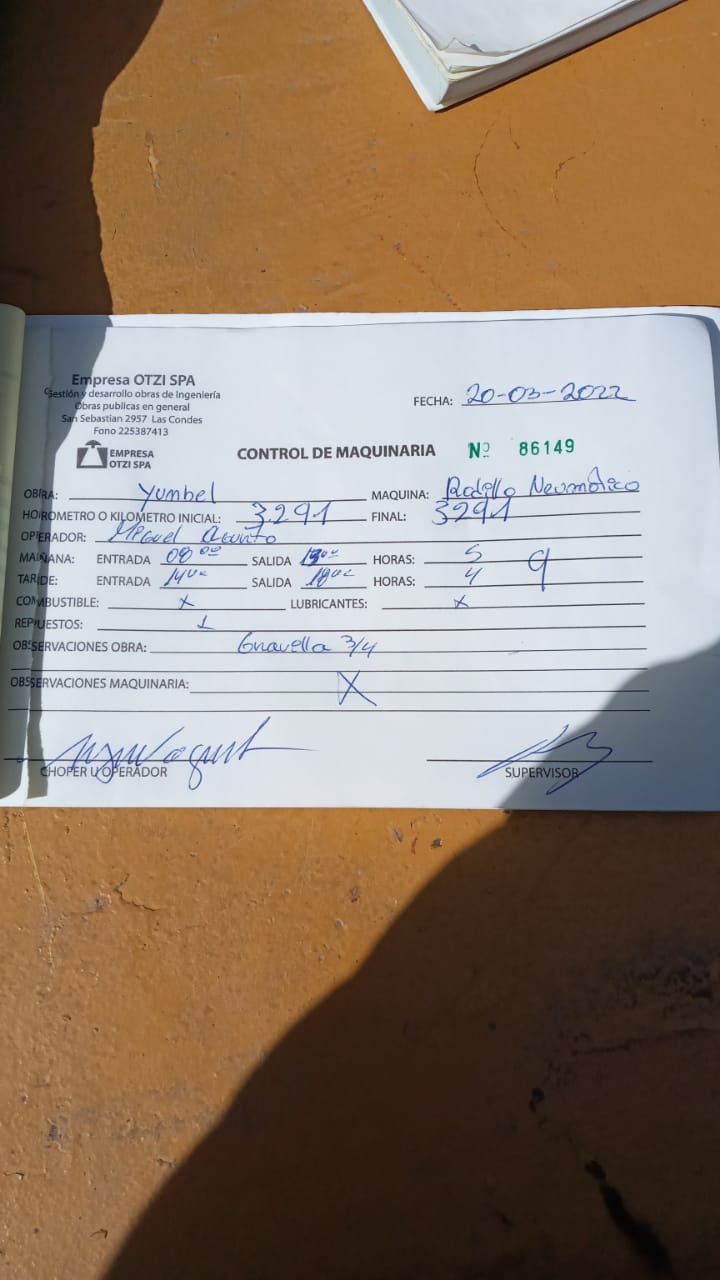 Empresa OTZI SPA
Gestión y desarrollo obras de Ingeniería
Obras publicas en general
San Sebastian 2957 Las Condes
Fono 225387413
EMPRESA
OTZI SPA
FECHA: 20-03-2022
CONTROL DE MAQUINARIA Nº 86149
OBRA: Yumbel MAQUINA: Rodillo Neumático
HOROMETRO O KILOMETRO INICIAL: 3291 FINAL: 3291
OPERADOR: Miguel
MAÑANA: ENTRADA 08 00 SALIDA 13 00 HORAS: 5
TARDE: ENTRADA 14 00 SALIDA 18 00 HORAS: 4 9
COMBUSTIBLE: x LUBRICANTES: x
REPUESTOS:
OBSERVACIONES OBRA: Gravella 3/4
OBSERVACIONES MAQUINARIA: X
CHOFER U OPERADOR SUPERVISOR